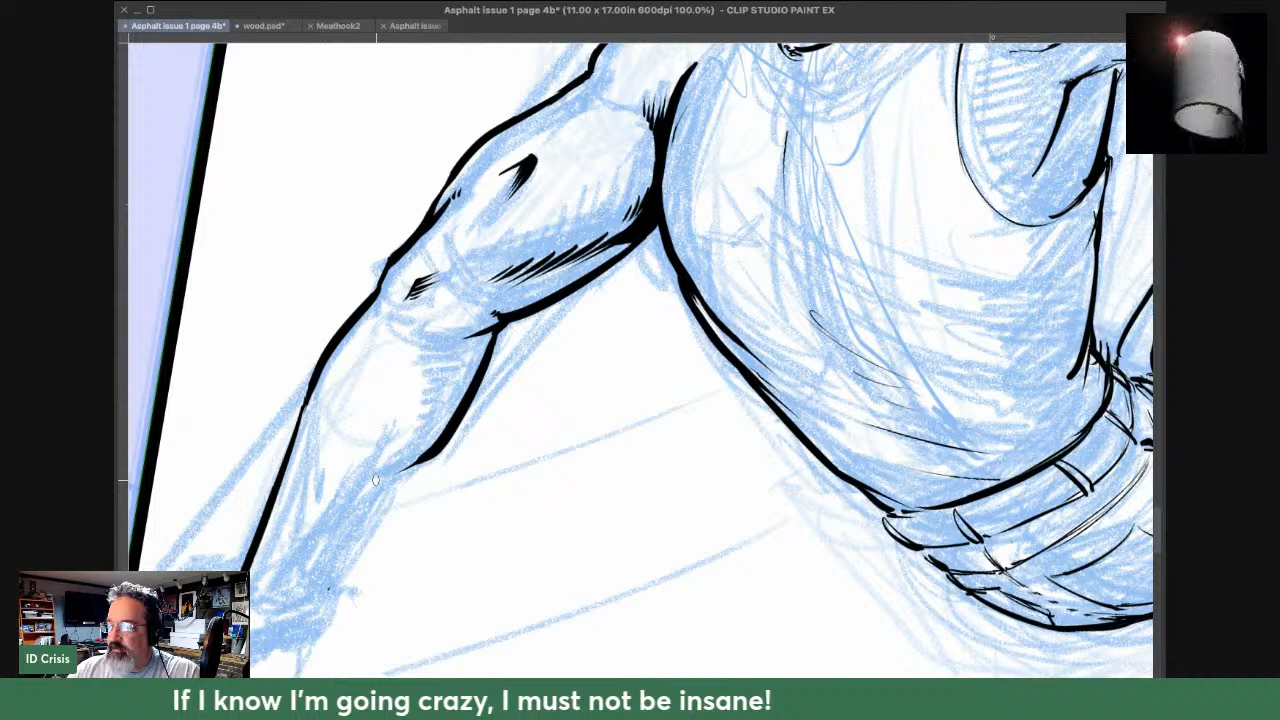 Asphalt issue 1 page 4b* (11.00 x 17.00in 600dpi 100.0%) - CLIP STUDIO PAINT EX
Asphalt issue 1 page 4b* wood.psd* Meathook2 Asphalt issue
ID Crisis
If I know I'm going crazy, I must not be insane!